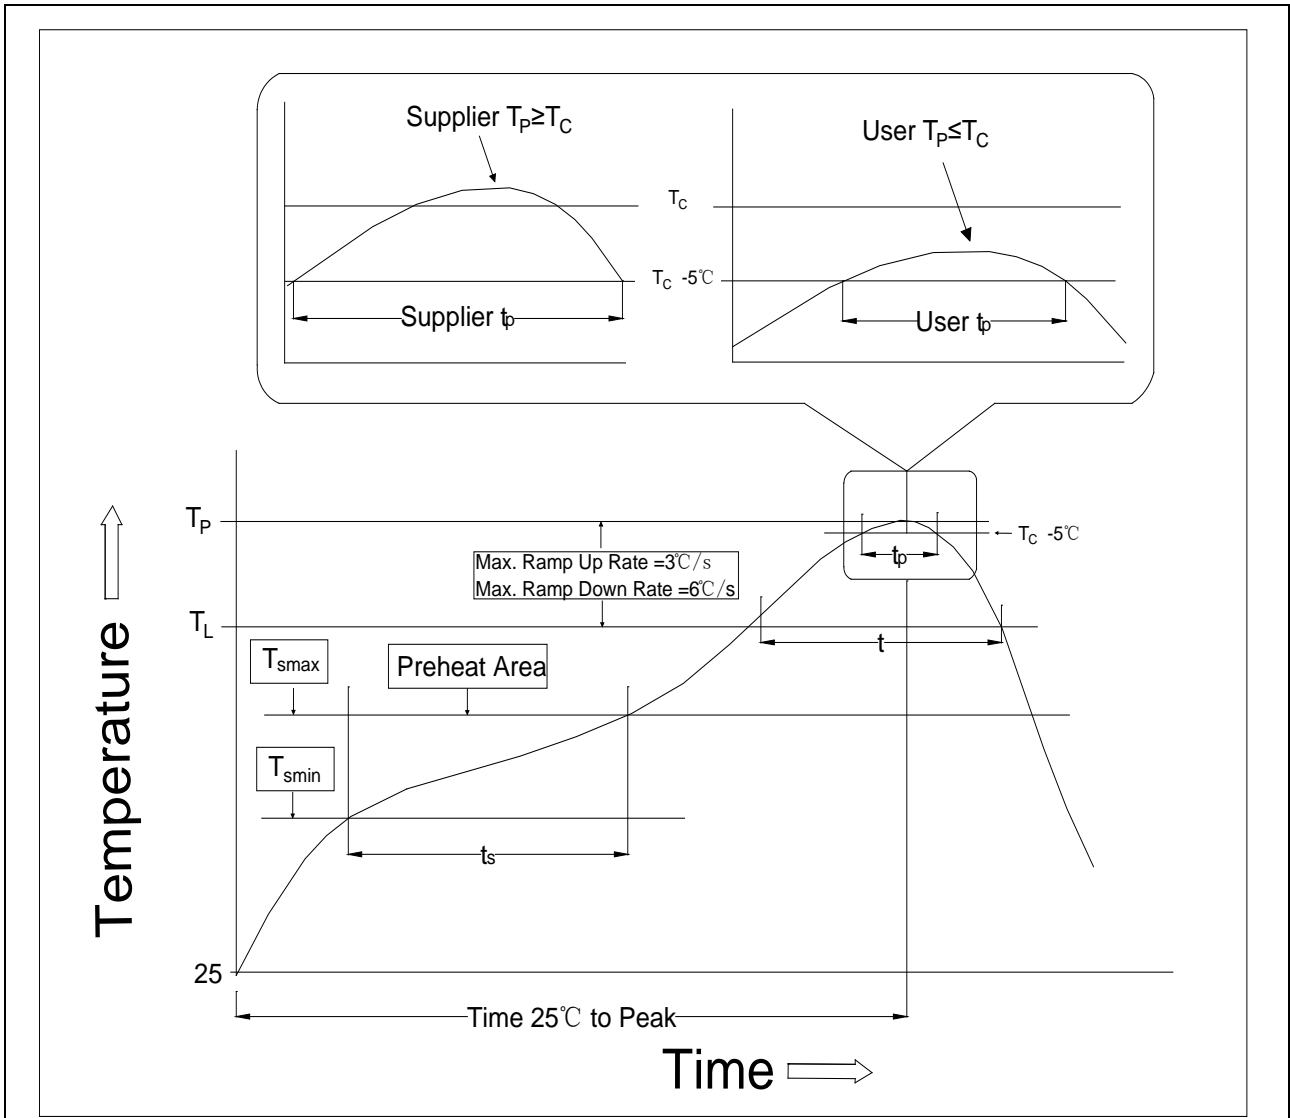 Supplier TP≥TC
User TP≤TC
TC
TC -5℃
Supplier tp
User tp
TP
TC -5℃
tp
Max. Ramp Up Rate =3℃/s
Max. Ramp Down Rate =6℃/s
TL
t
Tsmax
Preheat Area
Tsmin
ts
Temperature
25
Time 25℃ to Peak
Time